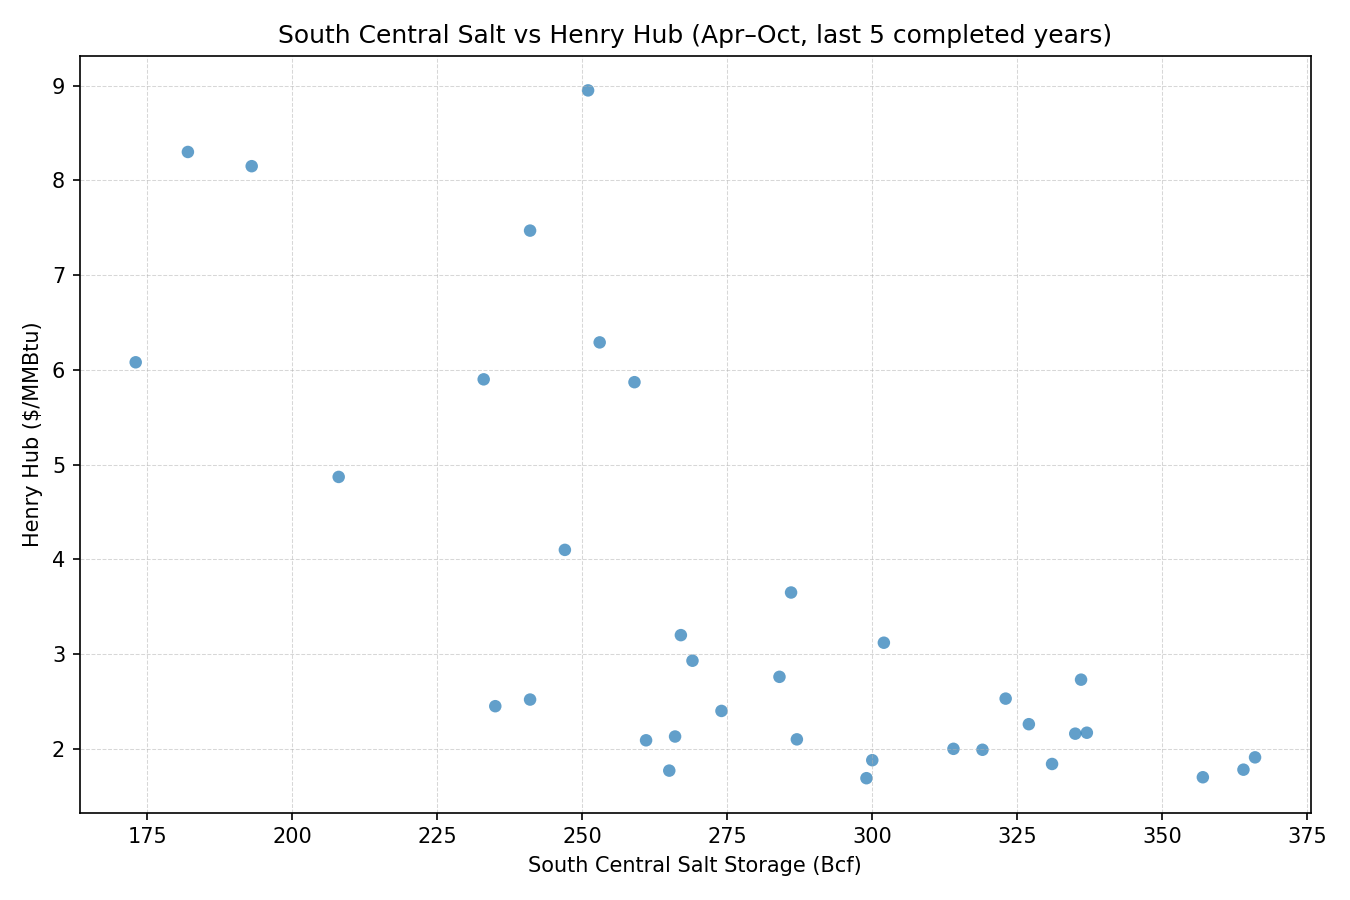 South Central Salt vs Henry Hub (Apr–Oct, last 5 completed years)
Henry Hub ($/MMBtu)
9
8
7
6
5
4
3
2
175 200 225 250 275 300 325 350 375
South Central Salt Storage (Bcf)